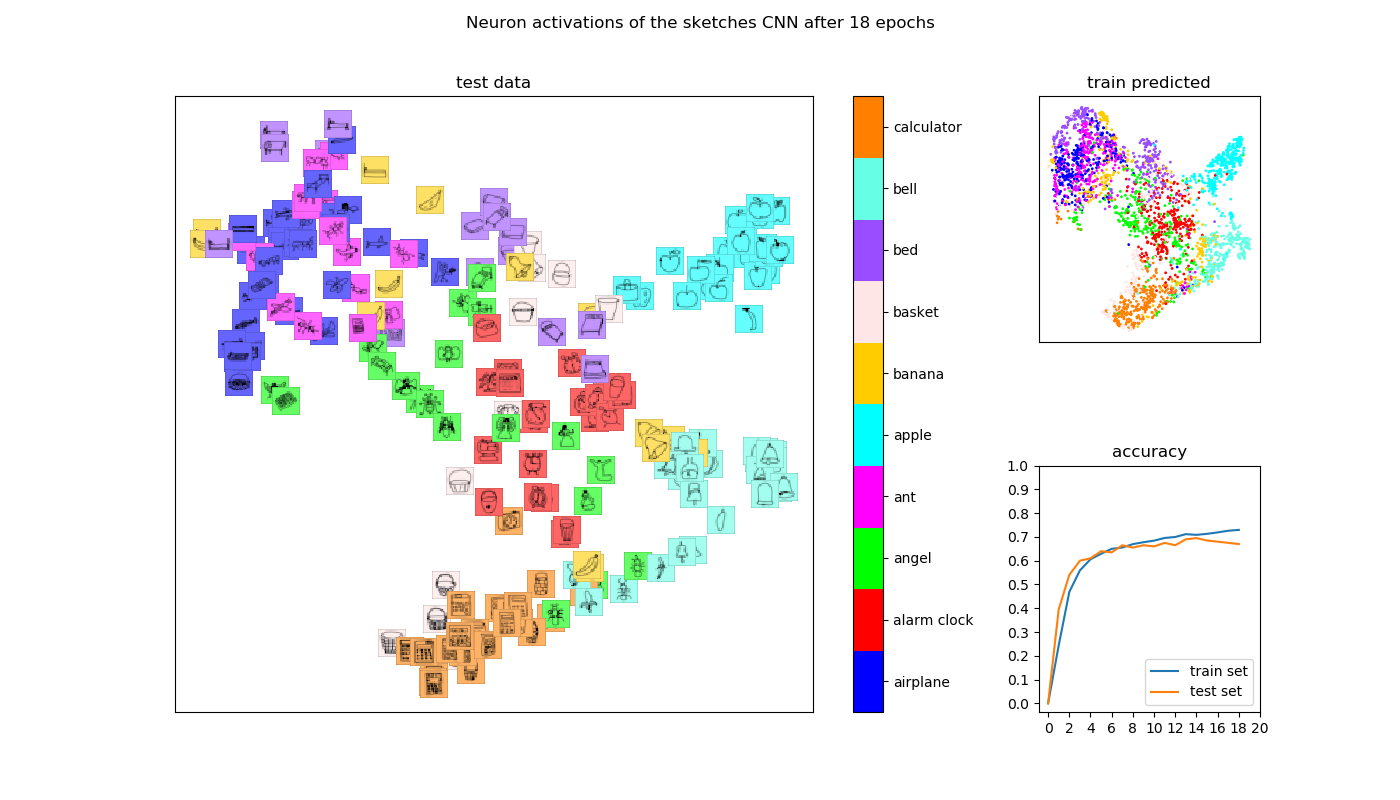 Neuron activations of the sketches CNN after 18 epochs
test data
calculator
bell
bed
basket
banana
apple
ant
angel
alarm clock
airplane
train predicted
accuracy
1.0
0.9
0.8
0.7
0.6
0.5
0.4
0.3
0.2
0.1
0.0
train set
test set
0 2 4 6 8 10 12 14 16 18 20